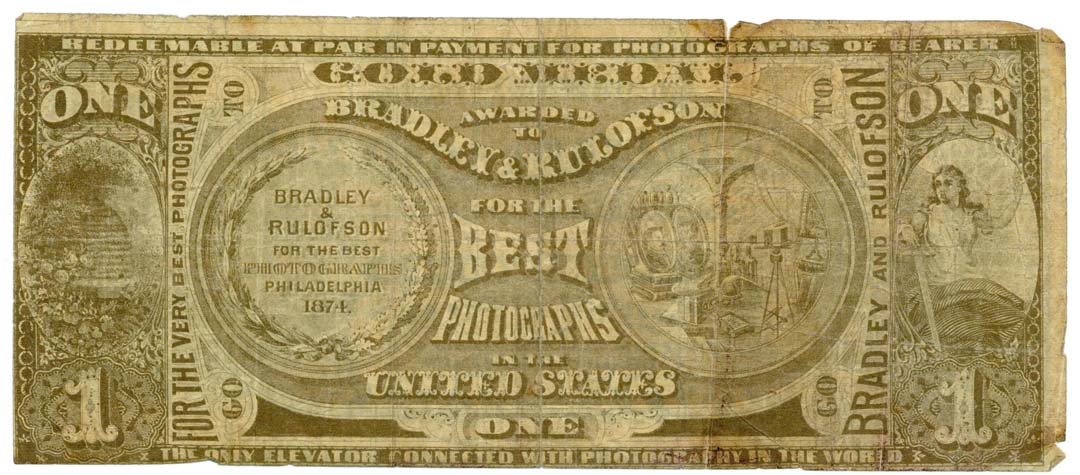 REDEEMABLE AT PAR IN PAYMENT FOR PHOTOGRAPHS OF BEARER
ONE
ONE
FOR THE VERY BEST PHOTOGRAPHS
GO
TO
GOLD MEDAL
AWARDED
TO
BRADLEY & RULOFSON
FOR THE
BEST
PHOTOGRAPHS
IN THE
UNITED STATES
ONE
BRADLEY
&
RULOFSON
FOR THE BEST
PHOTOGRAPHS
PHILADELPHIA
1874.
GO
TO
BRADLEY AND RULOFSON
1
1
THE ONLY ELEVATOR CONNECTED WITH PHOTOGRAPHY IN THE WORLD